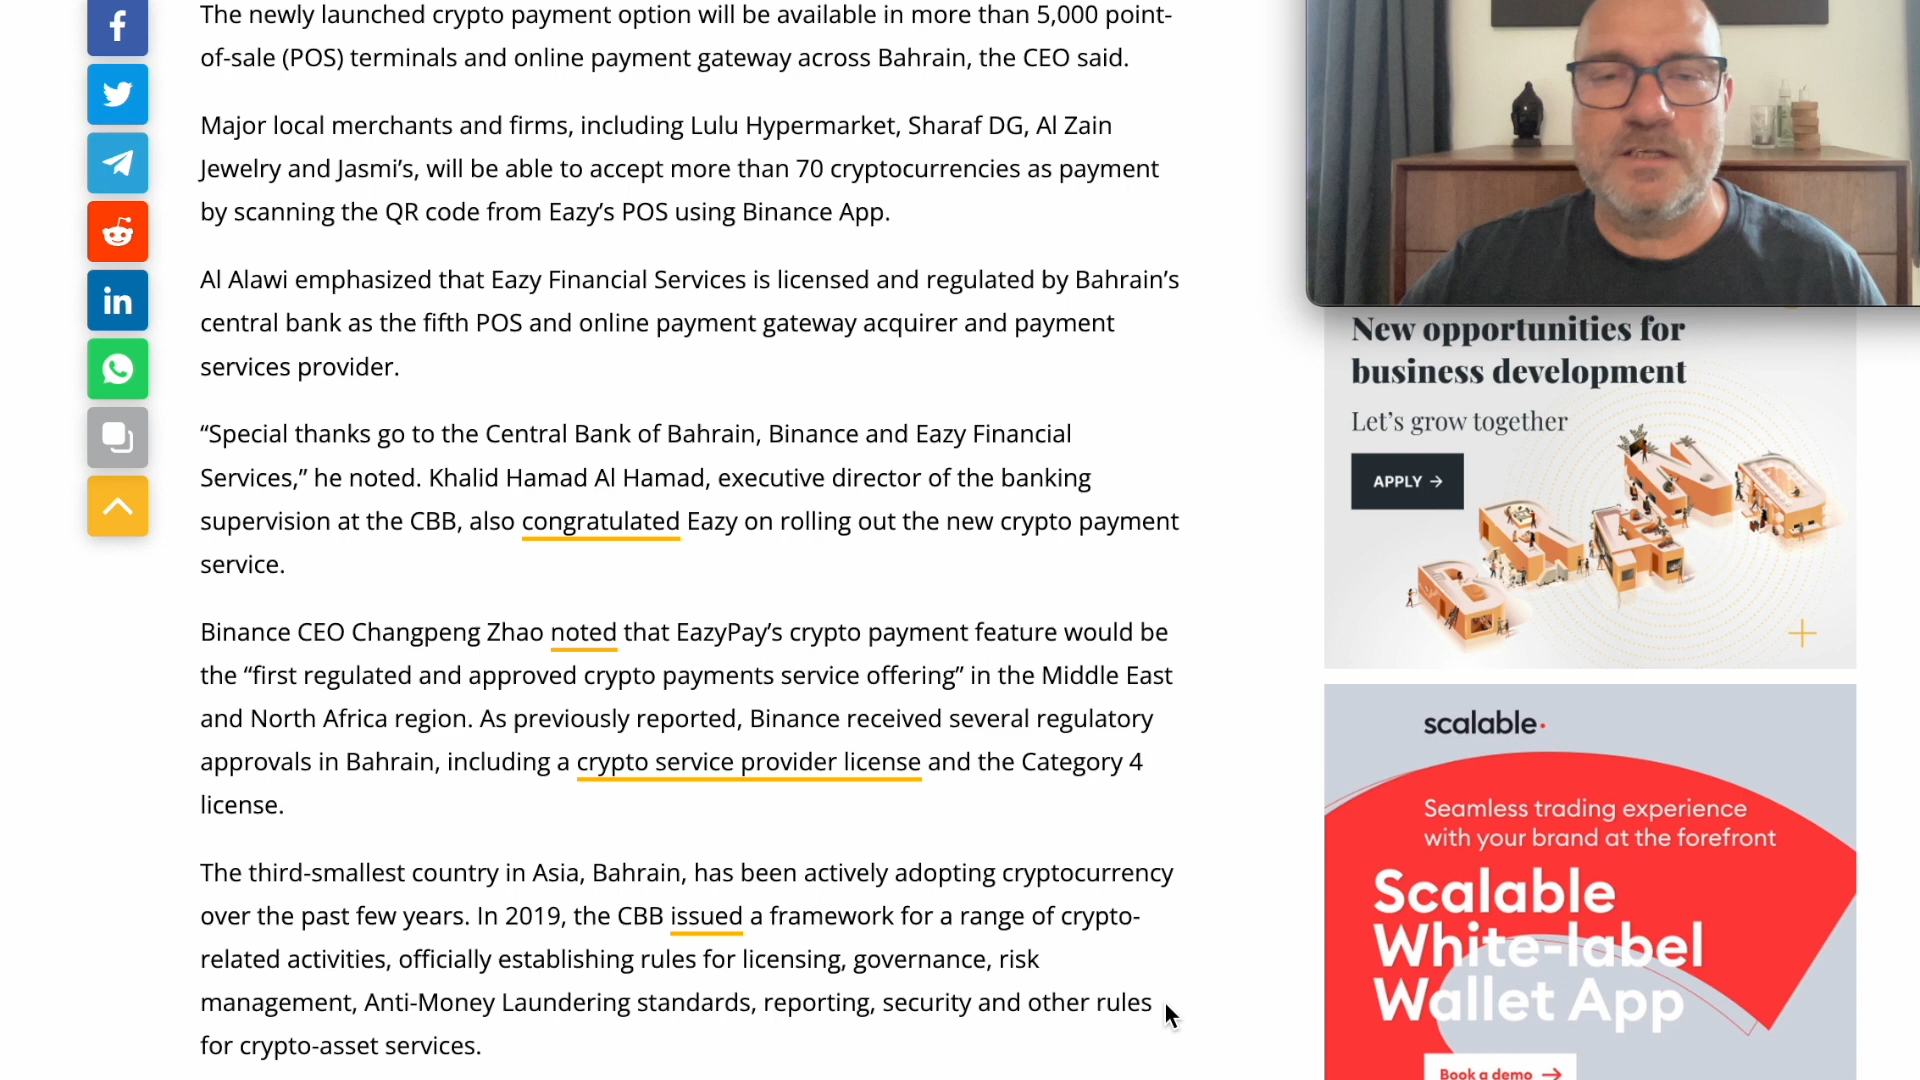 The newly launched crypto payment option will be available in more than 5,000 point-
of-sale (POS) terminals and online payment gateway across Bahrain, the CEO said.
Major local merchants and firms, including Lulu Hypermarket, Sharaf DG, Al Zain
Jewelry and Jasmi’s, will be able to accept more than 70 cryptocurrencies as payment
by scanning the QR code from Eazy’s POS using Binance App.
Al Alawi emphasized that Eazy Financial Services is licensed and regulated by Bahrain’s
central bank as the fifth POS and online payment gateway acquirer and payment
services provider.
“Special thanks go to the Central Bank of Bahrain, Binance and Eazy Financial
Services,” he noted. Khalid Hamad Al Hamad, executive director of the banking
supervision at the CBB, also congratulated Eazy on rolling out the new crypto payment
service.
Binance CEO Changpeng Zhao noted that EazyPay’s crypto payment feature would be
the “first regulated and approved crypto payments service offering” in the Middle East
and North Africa region. As previously reported, Binance received several regulatory
approvals in Bahrain, including a crypto service provider license and the Category 4
license.
The third-smallest country in Asia, Bahrain, has been actively adopting cryptocurrency
over the past few years. In 2019, the CBB issued a framework for a range of crypto-
related activities, officially establishing rules for licensing, governance, risk
management, Anti-Money Laundering standards, reporting, security and other rules
for crypto-asset services.
New opportunities for
business development
Let’s grow together
APPLY →
BRAND
scalable
Seamless trading experience
with your brand at the forefront
Scalable
White-label
Wallet App
Book a demo →